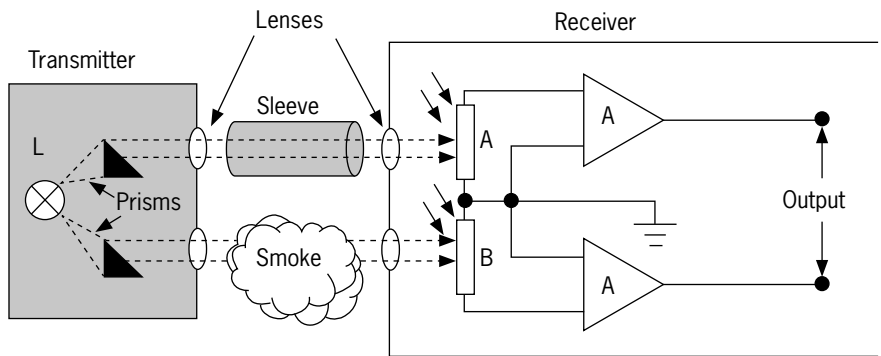 Lenses
Receiver
Transmitter
Sleeve
A
A
L
Prisms
Output
Smoke
B
A